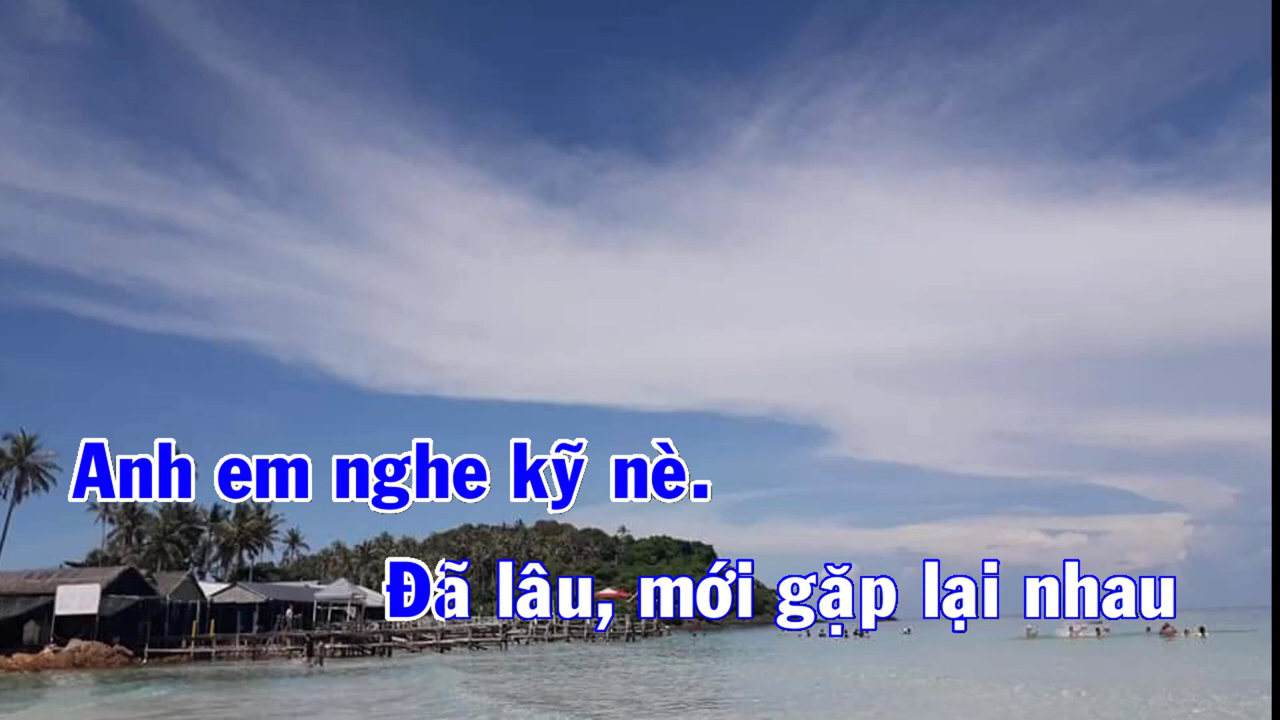 Anh em nghe kỹ nè.
Đã lâu, mới gặp lại nhau